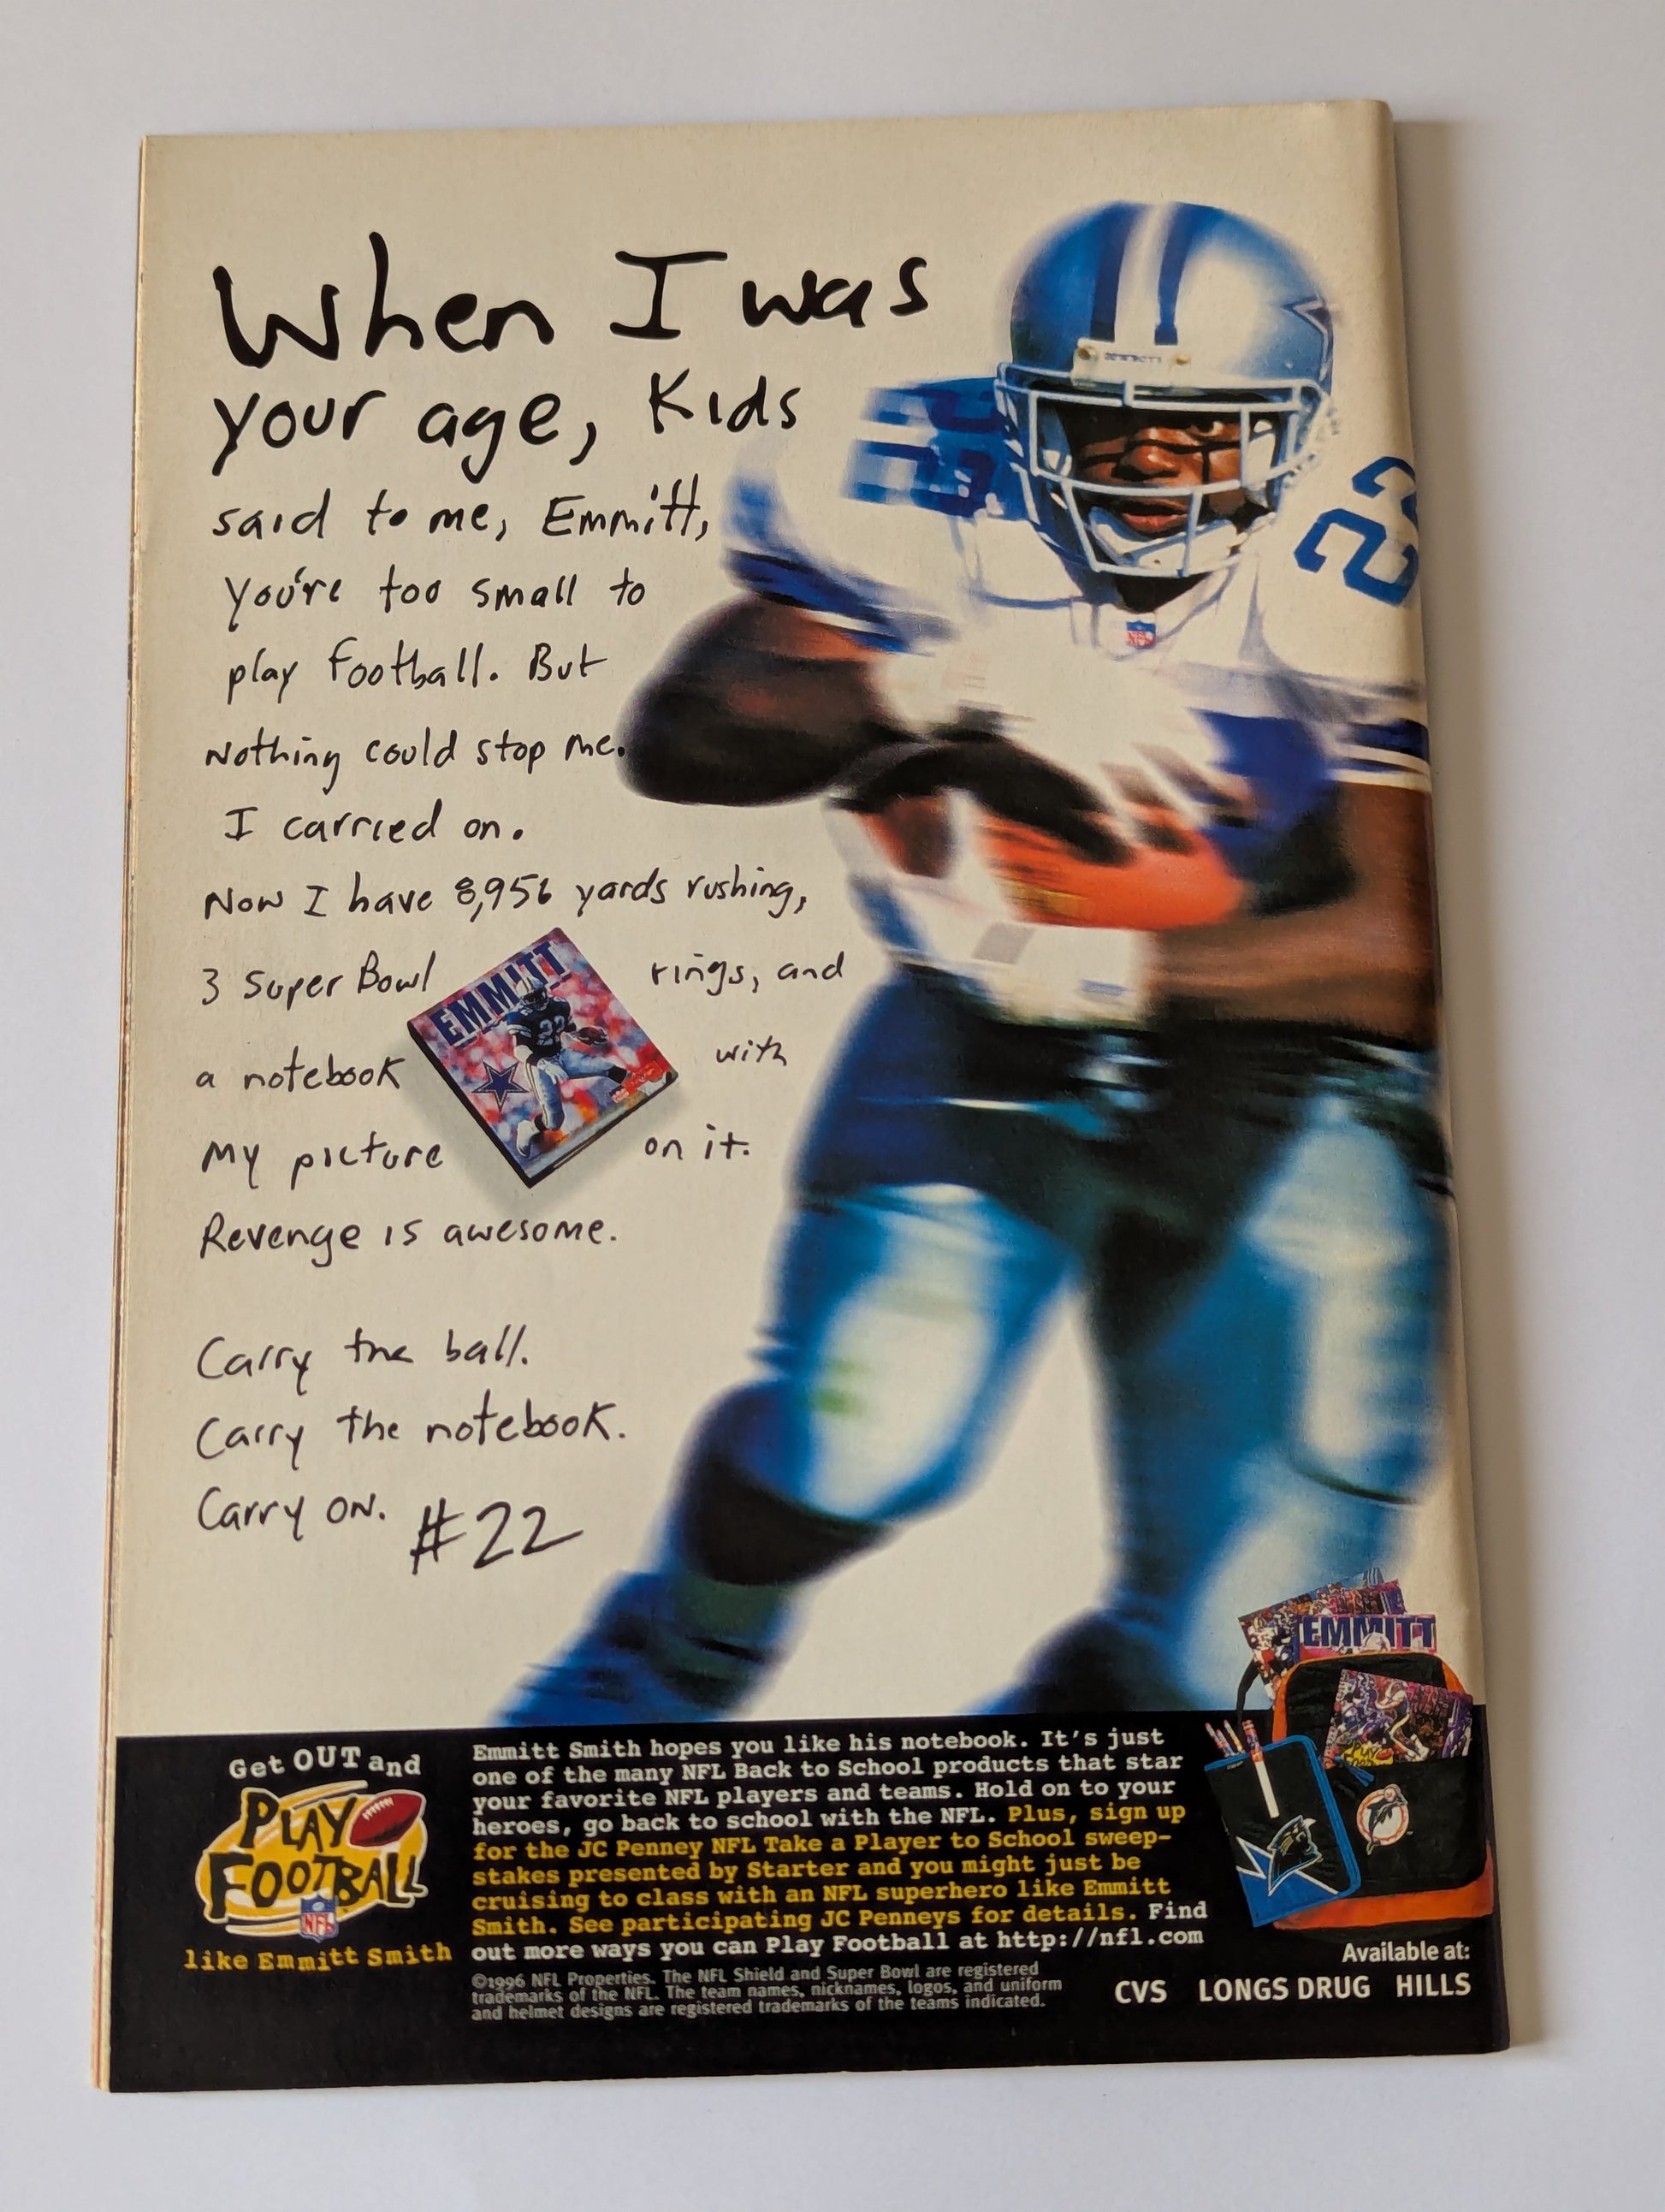 When I was
your age, Kids
said to me, Emmitt,
You're too small to
play football. But
Nothing could stop me.
I carried on.
Now I have 8,956 yards rushing,
3 Super Bowl rings, and
a notebook with
My picture on it.
Revenge is awesome.
Carry the ball.
Carry the notebook.
Carry on. #22
COWBOYS
22
NFL
EMMITT
22
EMMITT
Get OUT and
PLAY
FOOTBALL
NFL
like Emmitt Smith
Emmitt Smith hopes you like his notebook. It's just
one of the many NFL Back to School products that star
your favorite NFL players and teams. Hold on to your
heroes, go back to school with the NFL. Plus, sign up
for the JC Penney NFL Take a Player to School sweep-
stakes presented by Starter and you might just be
cruising to class with an NFL superhero like Emmitt
Smith. See participating JC Penneys for details. Find
out more ways you can Play Football at http://nfl.com
©1996 NFL Properties. The NFL Shield and Super Bowl are registered
trademarks of the NFL. The team names, nicknames, logos, and uniform
and helmet designs are registered trademarks of the teams indicated.
Available at:
CVS LONGS DRUG HILLS